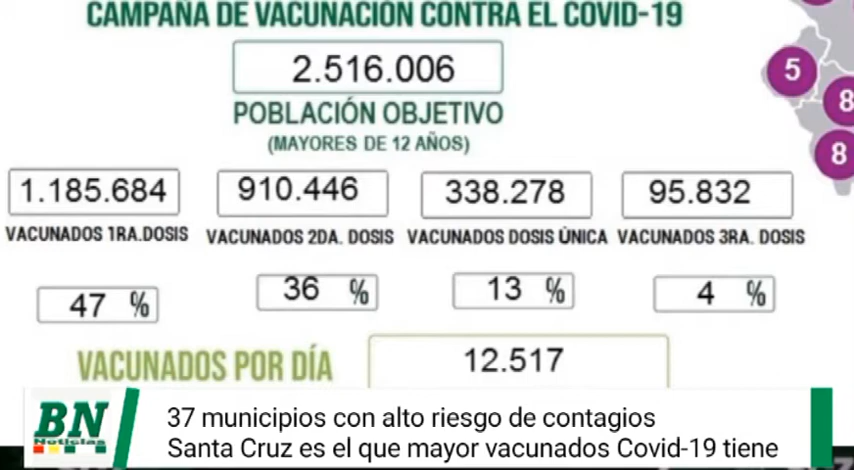 CAMPAÑA DE VACUNACIÓN CONTRA EL COVID-19
2.516.006
POBLACIÓN OBJETIVO
(MAYORES DE 12 AÑOS)
5
8
8
1.185.684 910.446 338.278 95.832
VACUNADOS 1RA.DOSIS VACUNADOS 2DA. DOSIS VACUNADOS DOSIS ÚNICA VACUNADOS 3RA. DOSIS
47 % 36 % 13 % 4 %
VACUNADOS POR DÍA 12.517
BN
Noticias
37 municipios con alto riesgo de contagios
Santa Cruz es el que mayor vacunados Covid-19 tiene